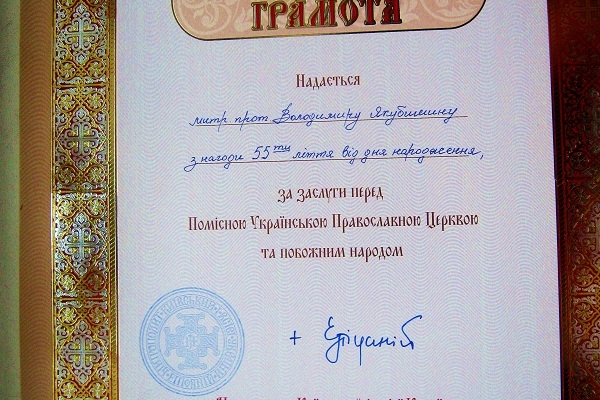 ГРАМОТА
Надається
митр прот Володимиру Якубишину
з нагоди 55ти ліття від дня народження,
за заслуги перед
Помісною Українською Православною Церквою
та побожним народом
+ Епіфаній